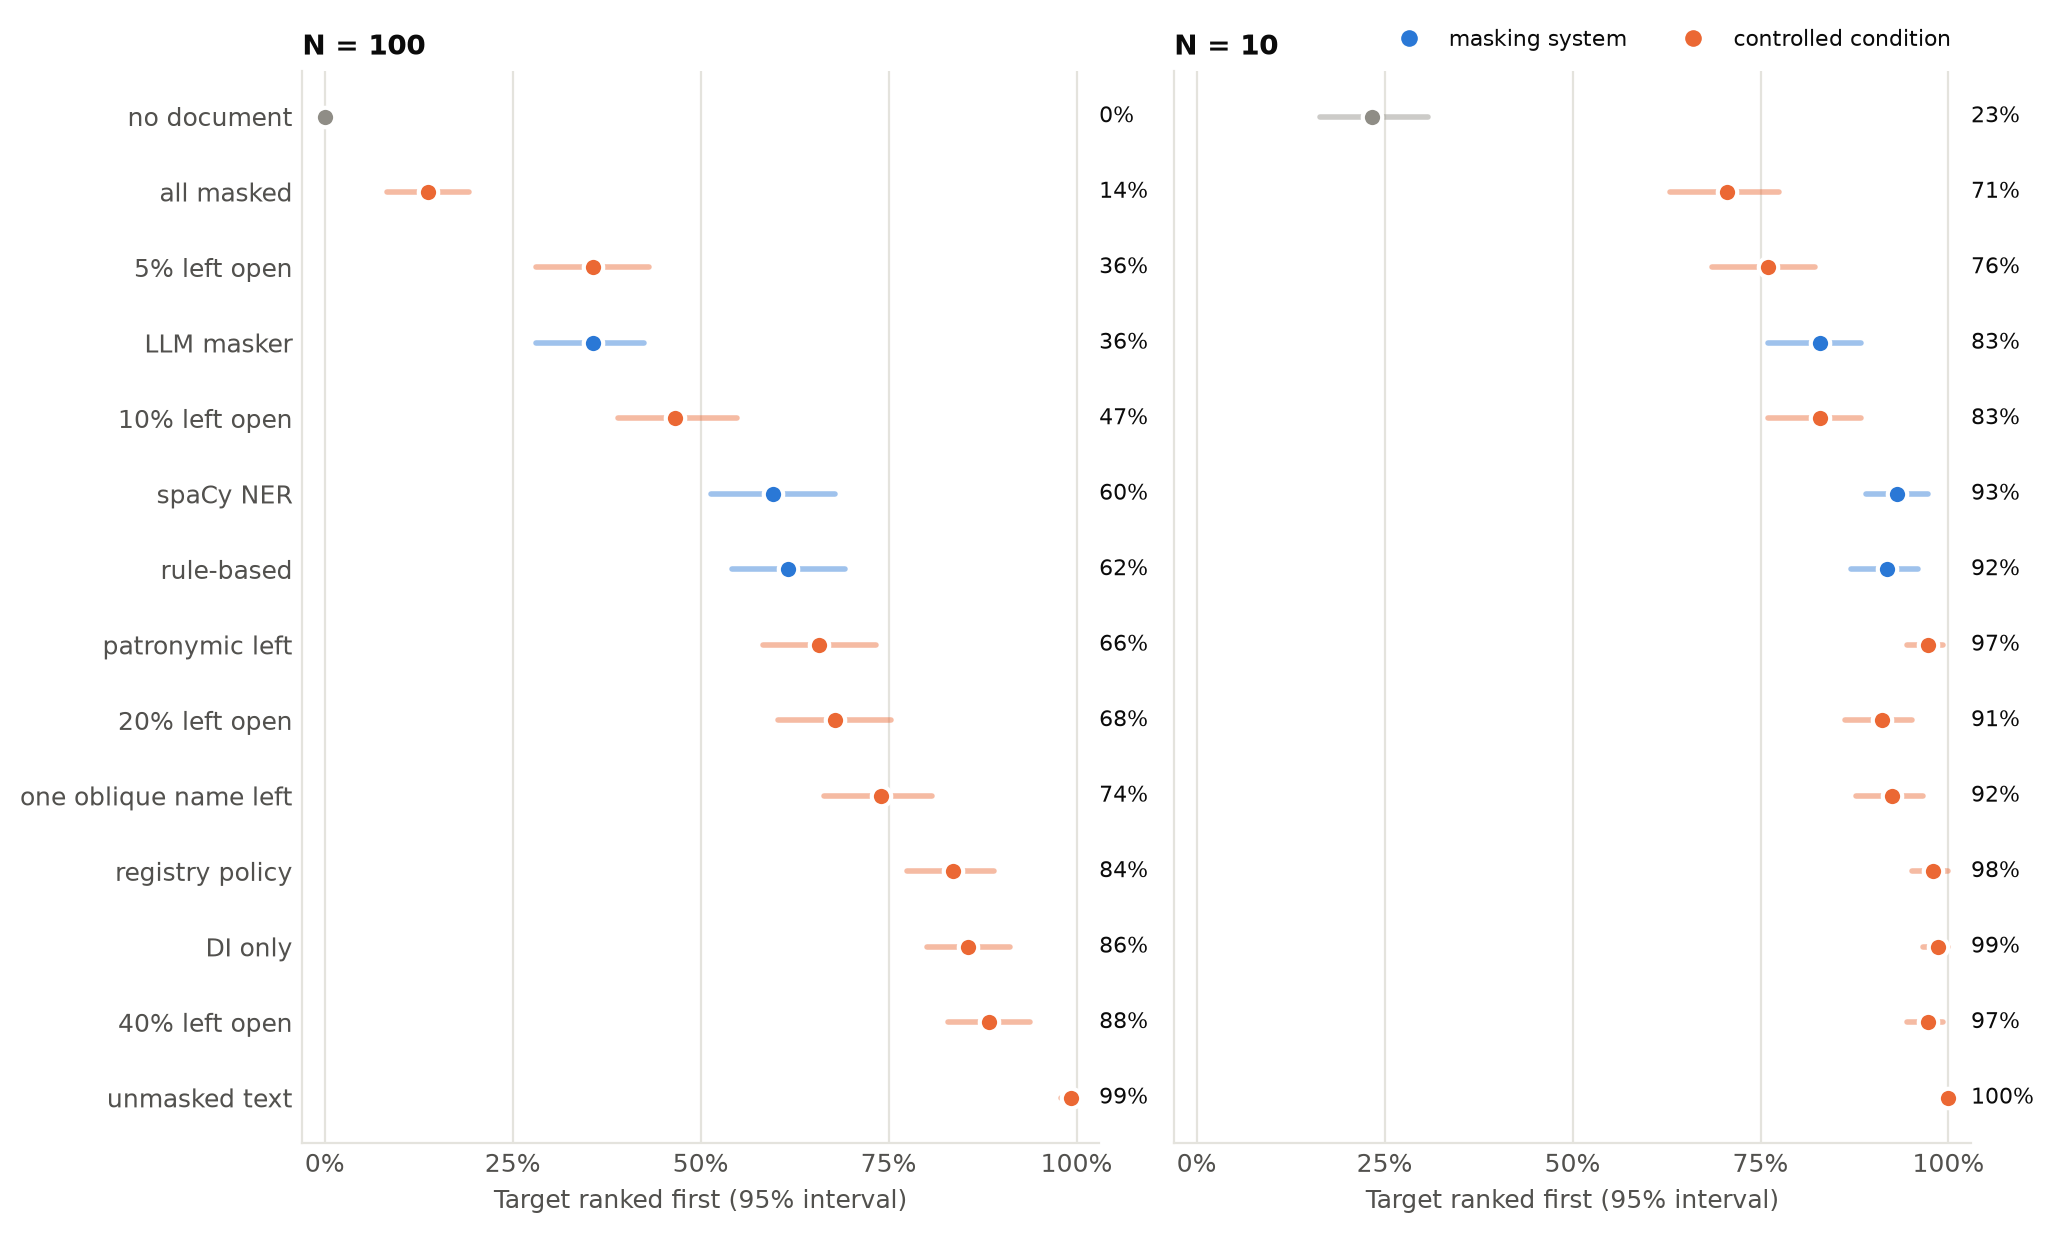 N = 100
N = 10
masking system
controlled condition
no document 0% 23%
all masked 14% 71%
5% left open 36% 76%
LLM masker 36% 83%
10% left open 47% 83%
spaCy NER 60% 93%
rule-based 62% 92%
patronymic left 66% 97%
20% left open 68% 91%
one oblique name left 74% 92%
registry policy 84% 98%
DI only 86% 99%
40% left open 88% 97%
unmasked text 99% 100%
0% 25% 50% 75% 100% 0% 25% 50% 75% 100%
Target ranked first (95% interval) Target ranked first (95% interval)